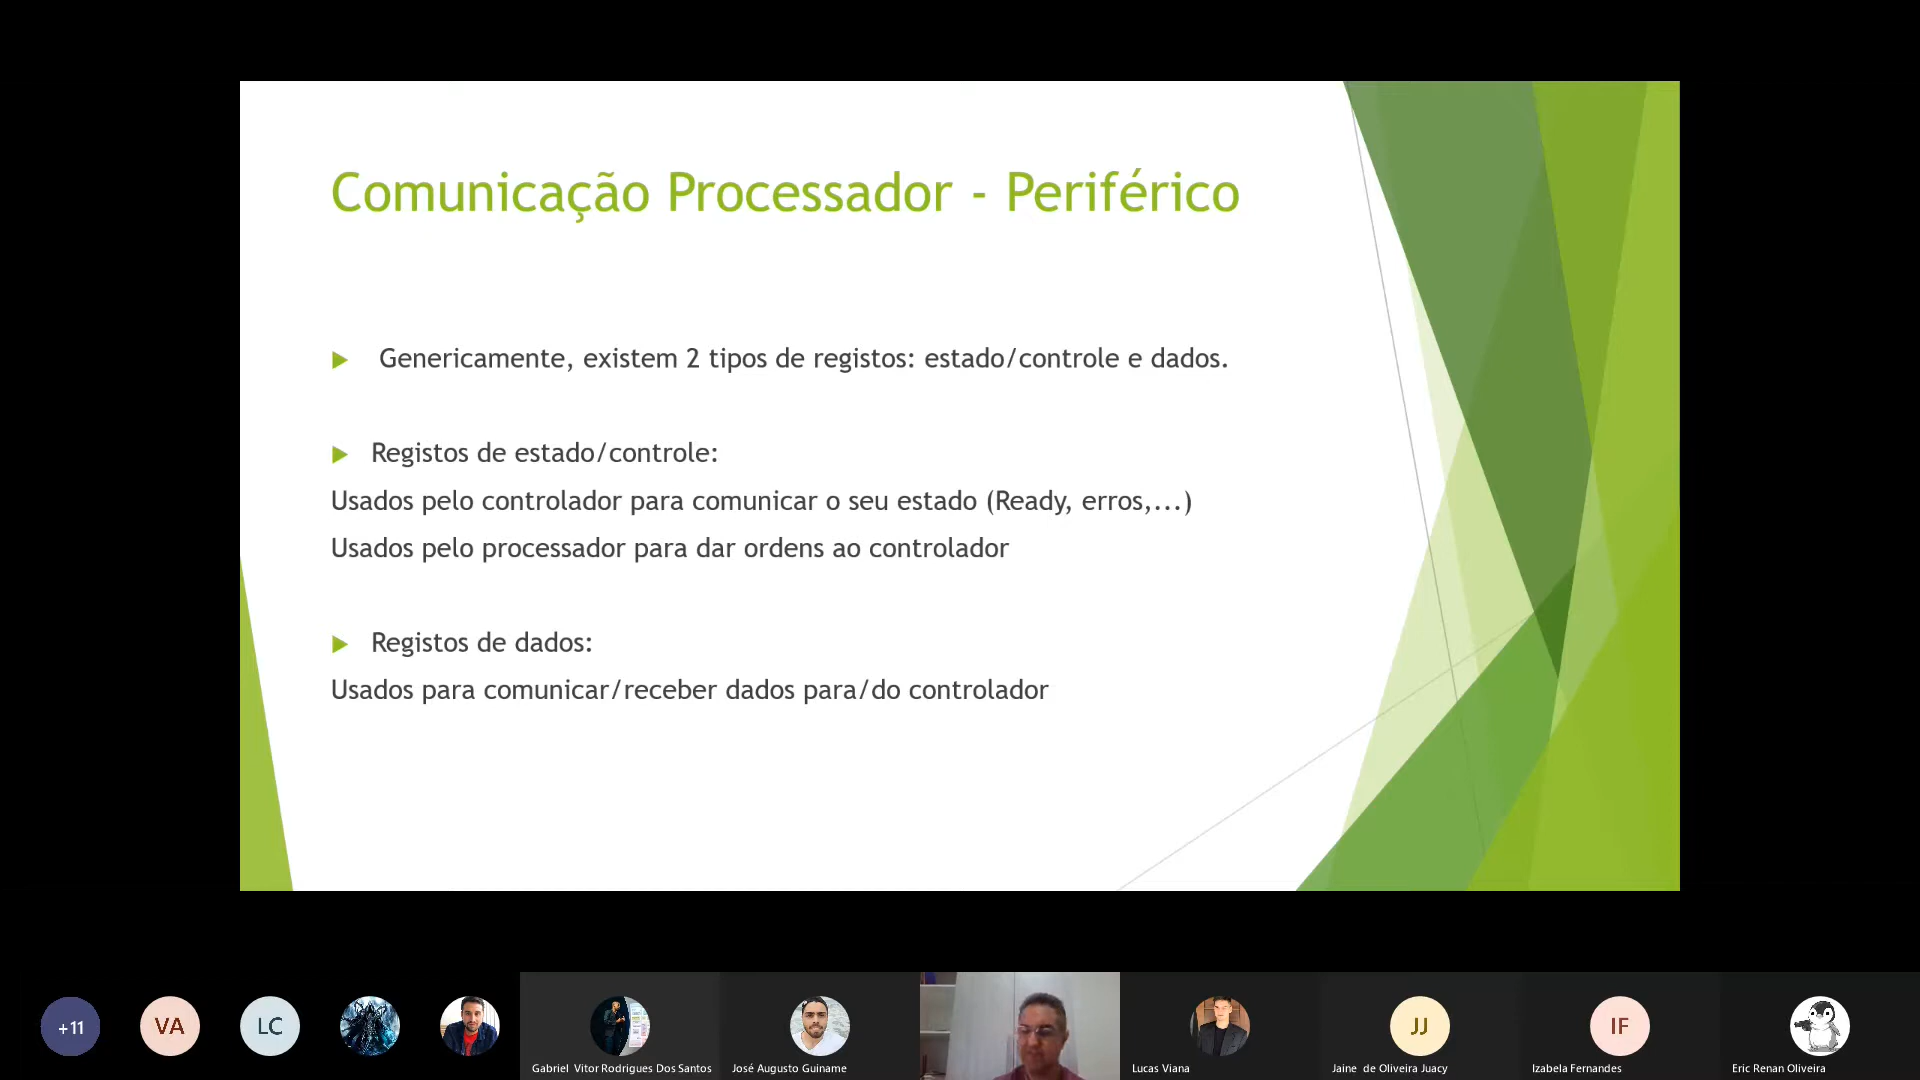 Comunicação Processador - Periférico
Genericamente, existem 2 tipos de registos: estado/controle e dados.
Registos de estado/controle:
Usados pelo controlador para comunicar o seu estado (Ready, erros,...)
Usados pelo processador para dar ordens ao controlador
Registos de dados:
Usados para comunicar/receber dados para/do controlador
+11
VA
LC
JJ
IF
Gabriel Vitor Rodrigues Dos Santos
José Augusto Guiname
Lucas Viana
Jaine de Oliveira Juacy
Izabela Fernandes
Eric Renan Oliveira